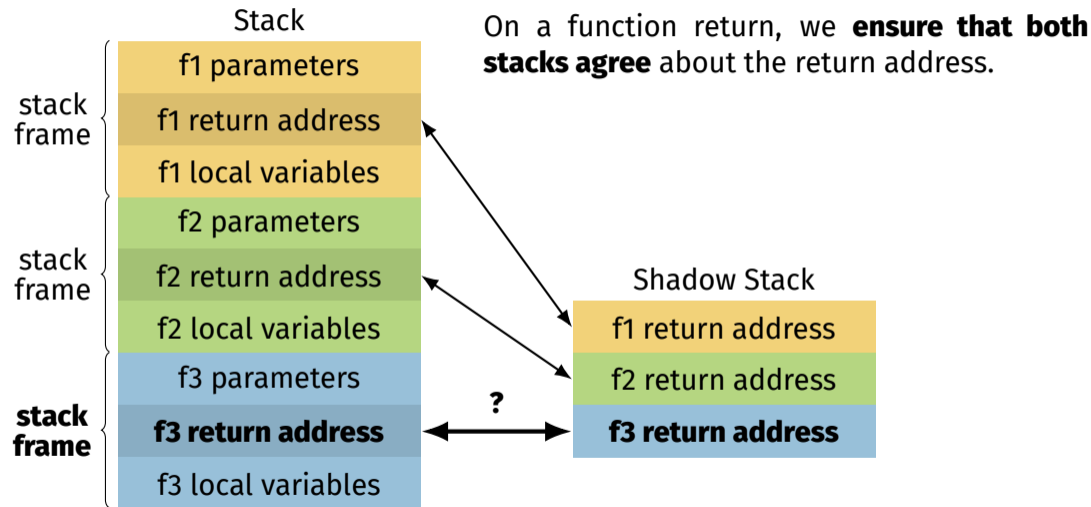 Stack
On a function return, we ensure that both
stacks agree about the return address.
stack
frame
f1 parameters
f1 return address
f1 local variables
stack
frame
f2 parameters
f2 return address
f2 local variables
stack
frame
f3 parameters
f3 return address
f3 local variables
?
Shadow Stack
f1 return address
f2 return address
f3 return address